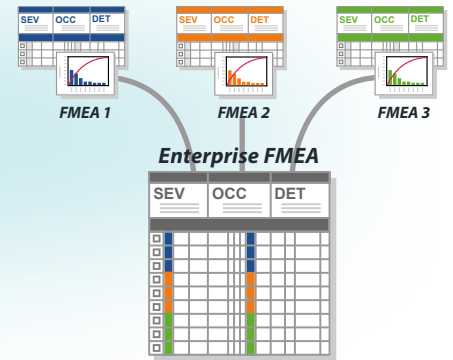 SEV OCC DET
SEV OCC DET
SEV OCC DET
FMEA 1
FMEA 2
FMEA 3
Enterprise FMEA
SEV OCC DET